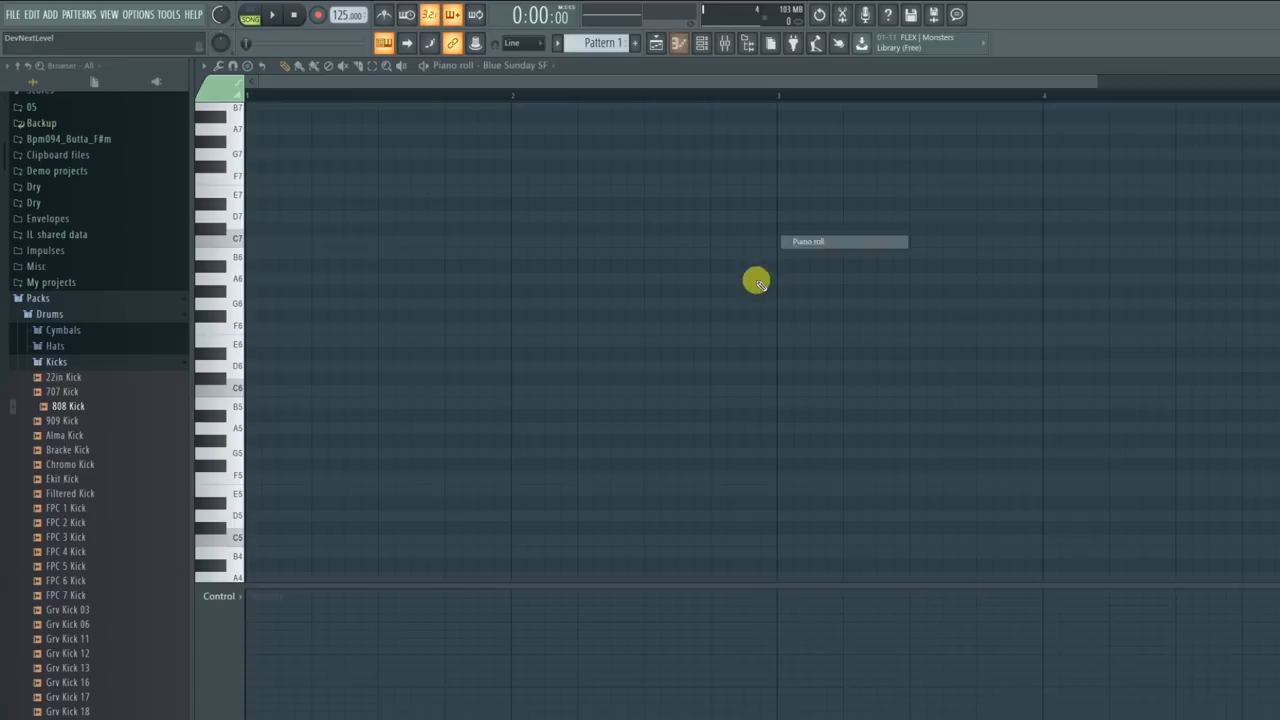 FILE EDIT ADD PATTERNS VIEW OPTIONS TOOLS HELP
SONG
125.000
3.2.
0:00:00
M:S:CS
4
103 MB
0
DevNextLevel
Line
Pattern 1
01-11 FLEX | Monsters
Library (Free)
Browser - All
Piano roll - Blue Sunday SF
05
Backup
Bpm094_Butta_F#m
Clipboard files
Demo projects
Dry
Dry
Envelopes
IL shared data
Impulses
Misc
My projects
Packs
Drums
Cymbals
Hats
Kicks
22in Kick
707 Kick
808 Kick
909 Kick
Alma Kick
Bracke Kick
Chromo Kick
Ekit Kick
Filtered Kick
FPC 1 Kick
FPC 2 Kick
FPC 3 Kick
FPC 4 Kick
FPC 5 Kick
FPC 6 Kick
FPC 7 Kick
Grv Kick 03
Grv Kick 06
Grv Kick 11
Grv Kick 12
Grv Kick 13
Grv Kick 16
Grv Kick 17
Grv Kick 18
1 2 3 4
B7
A7
G7
F7
E7
D7
C7
B6
A6
G6
F6
E6
D6
C6
B5
A5
G5
F5
E5
D5
C5
B4
A4
Piano roll
Control